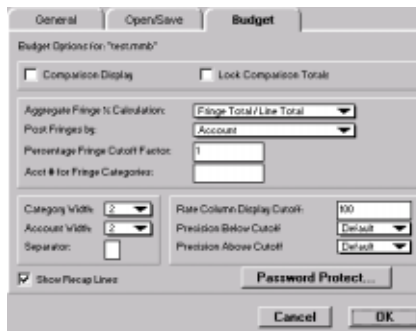 General Open/Save Budget
Budget Options for: "test.mmb"
Comparison Display Lock Comparison Totals
Aggregate Fringe % Calculation: Fringe Total/Line Total
Post Fringes by: Account
Percentage Fringe Cutoff Factor: 1
Acct # for Fringe Categories:
Category Width: 2 Rate Column Display Cutoff: 100
Account Width: 2 Precision Below Cutoff Default
Separator: Precision Above Cutoff Default
Show Recap Lines Password Protect...
Cancel OK